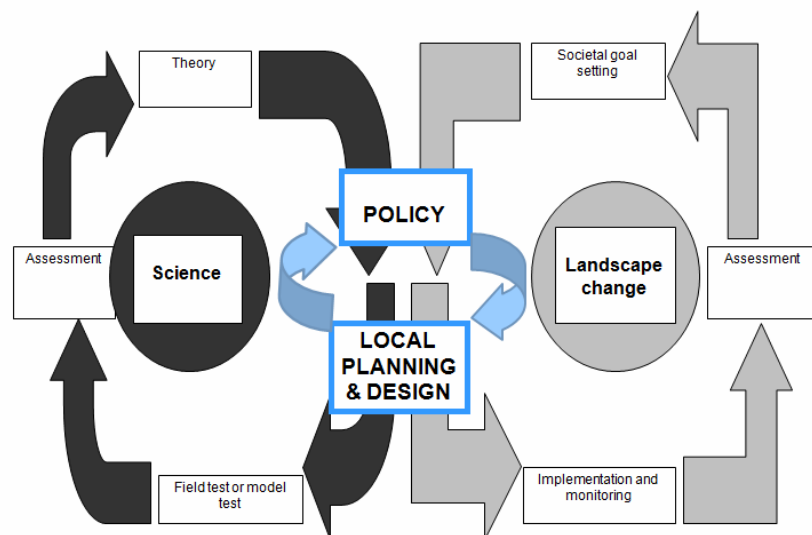 Theory
Societal goal
setting
POLICY
Assessment
Science
Landscape
change
Assessment
LOCAL
PLANNING
& DESIGN
Field test or model
test
Implementation and
monitoring